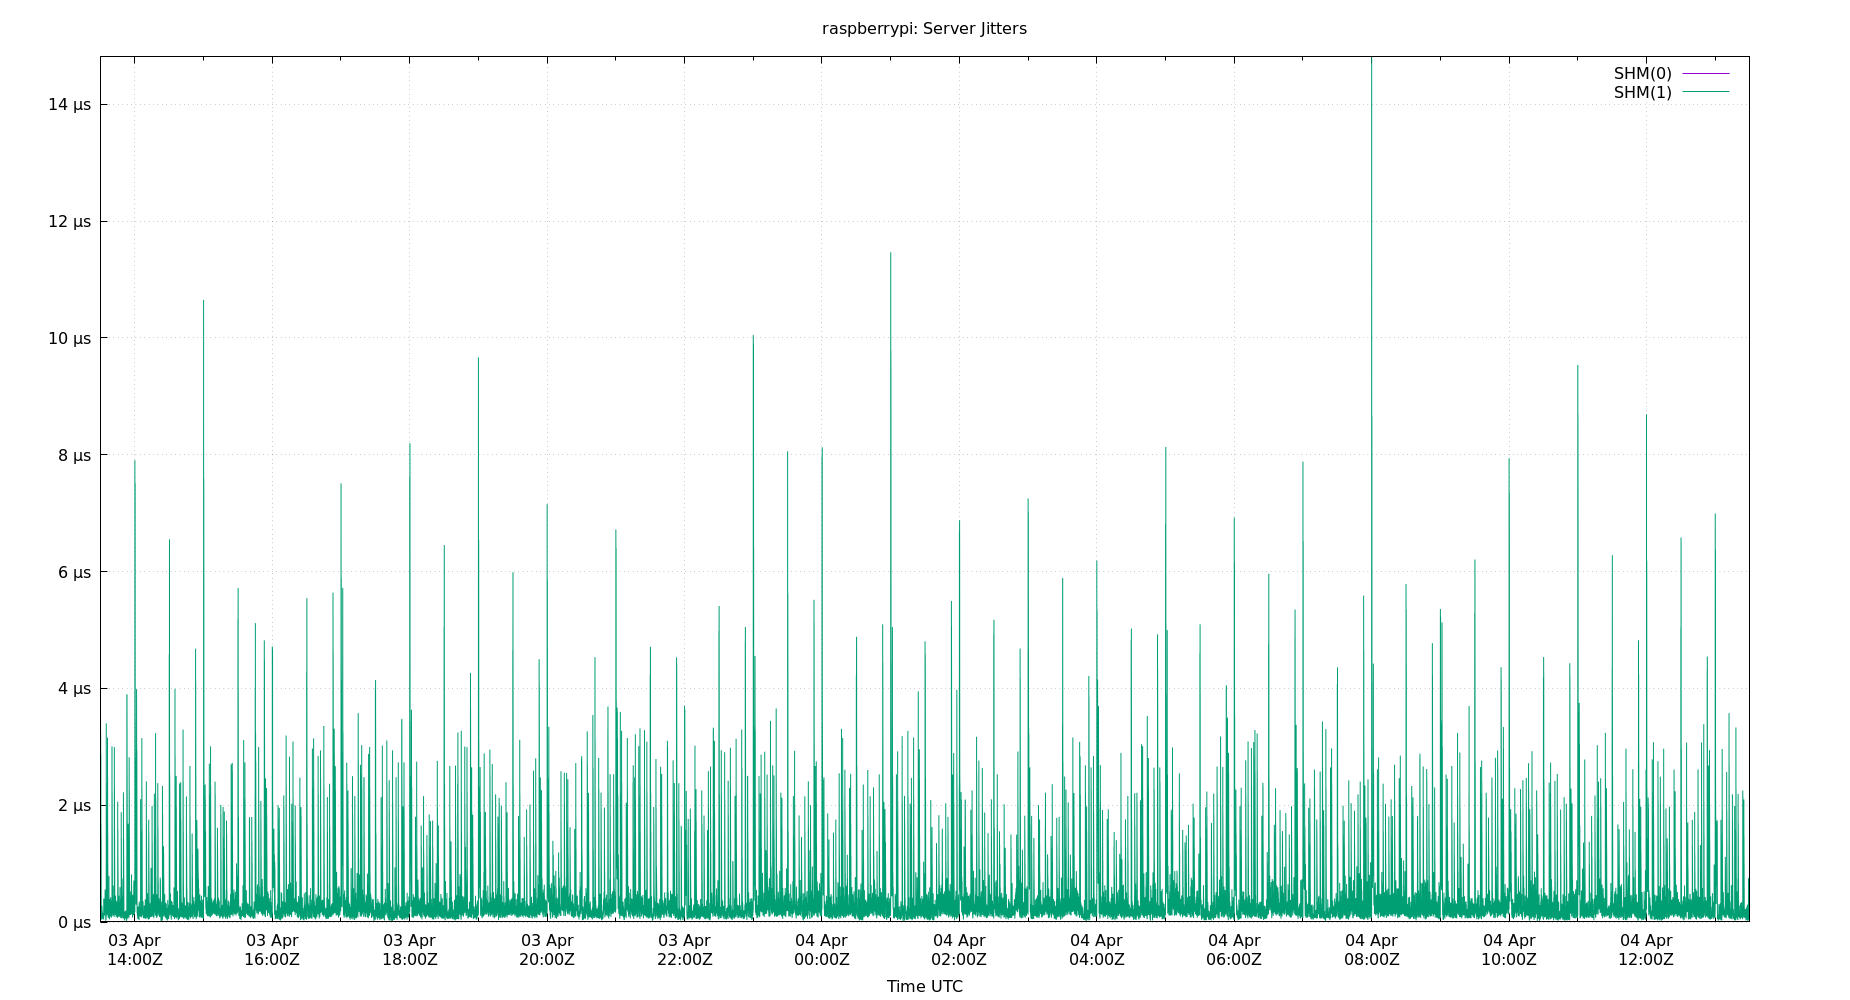 raspberrypi: Server Jitters
SHM(0)
SHM(1)
14 µs
12 µs
10 µs
8 µs
6 µs
4 µs
2 µs
0 µs
03 Apr 03 Apr 03 Apr 03 Apr 03 Apr 04 Apr 04 Apr 04 Apr 04 Apr 04 Apr 04 Apr 04 Apr
14:00Z 16:00Z 18:00Z 20:00Z 22:00Z 00:00Z 02:00Z 04:00Z 06:00Z 08:00Z 10:00Z 12:00Z
Time UTC